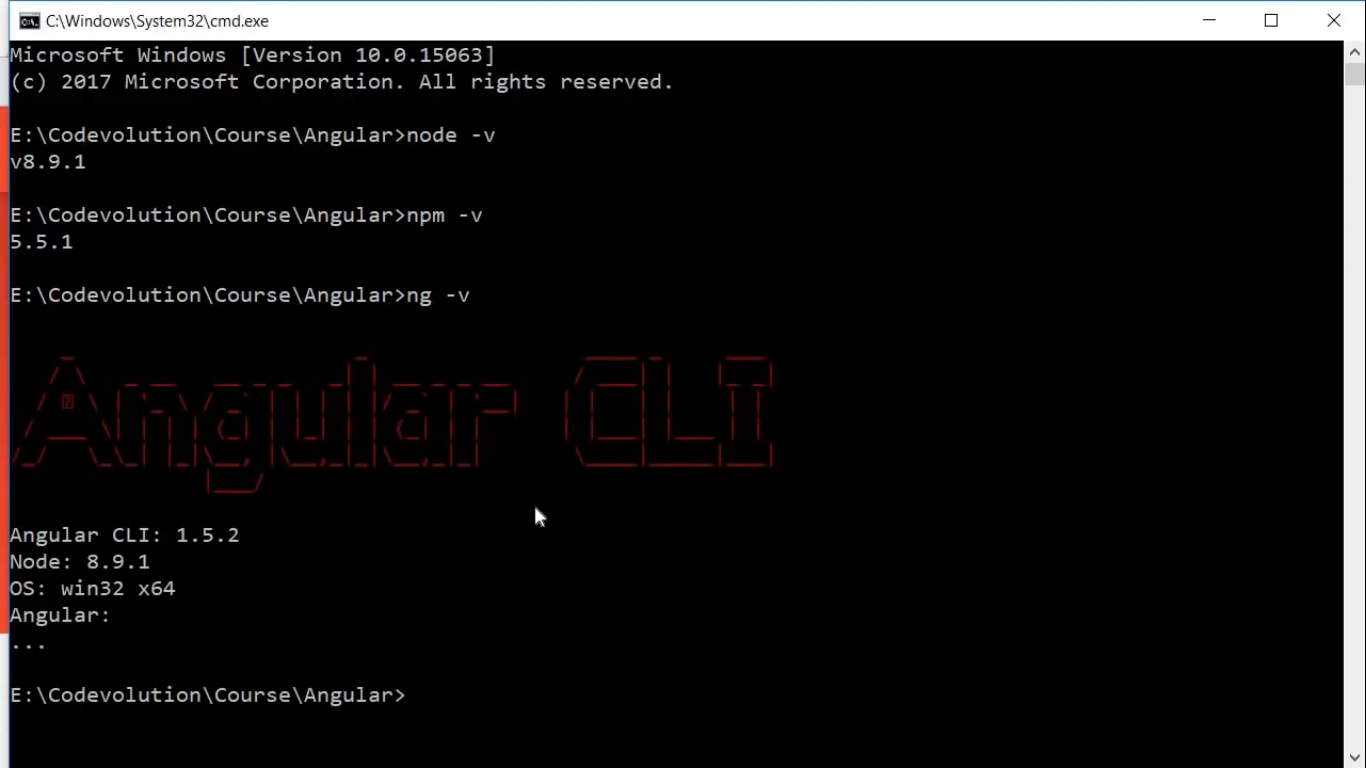 C:\Windows\System32\cmd.exe
Microsoft Windows [Version 10.0.15063]
(c) 2017 Microsoft Corporation. All rights reserved.
E:\Codevolution\Course\Angular>node -v
v8.9.1
E:\Codevolution\Course\Angular>npm -v
5.5.1
E:\Codevolution\Course\Angular>ng -v
Angular CLI
Angular CLI: 1.5.2
Node: 8.9.1
OS: win32 x64
Angular:
...
E:\Codevolution\Course\Angular>